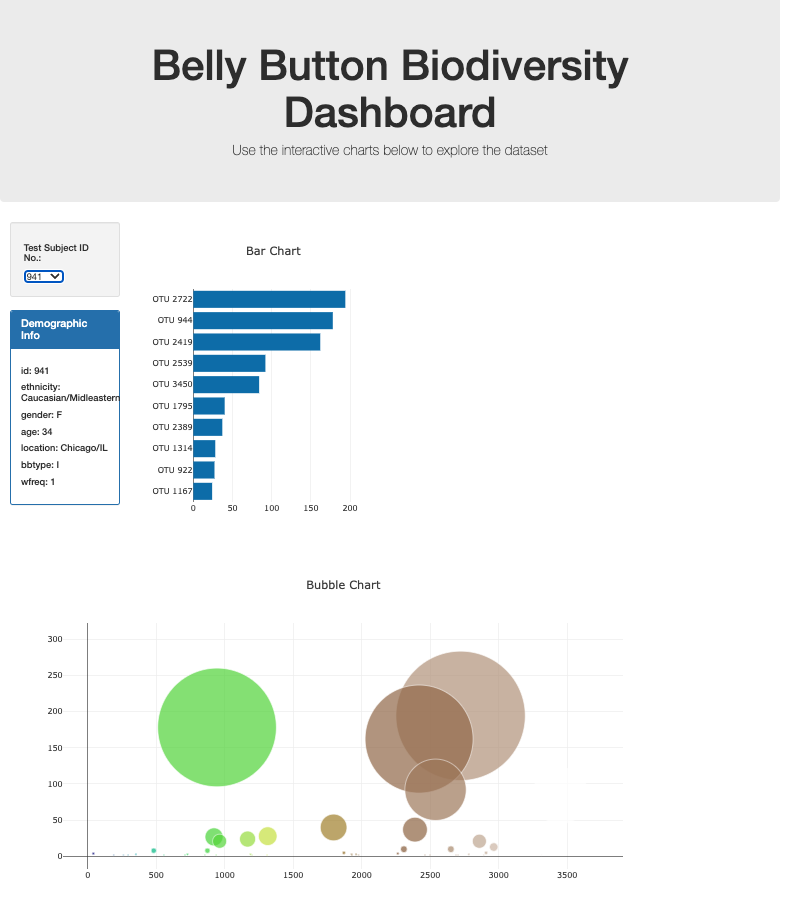 Belly Button Biodiversity
Dashboard
Use the interactive charts below to explore the dataset
Test Subject ID
No.:
941
Demographic
Info
id: 941
ethnicity:
Caucasian/Midleastern
gender: F
age: 34
location: Chicago/IL
bbtype: I
wfreq: 1
Bar Chart
OTU 2722
OTU 944
OTU 2419
OTU 2539
OTU 3450
OTU 1795
OTU 2389
OTU 1314
OTU 922
OTU 1167
0 50 100 150 200
Bubble Chart
300
250
200
150
100
50
0
0 500 1000 1500 2000 2500 3000 3500